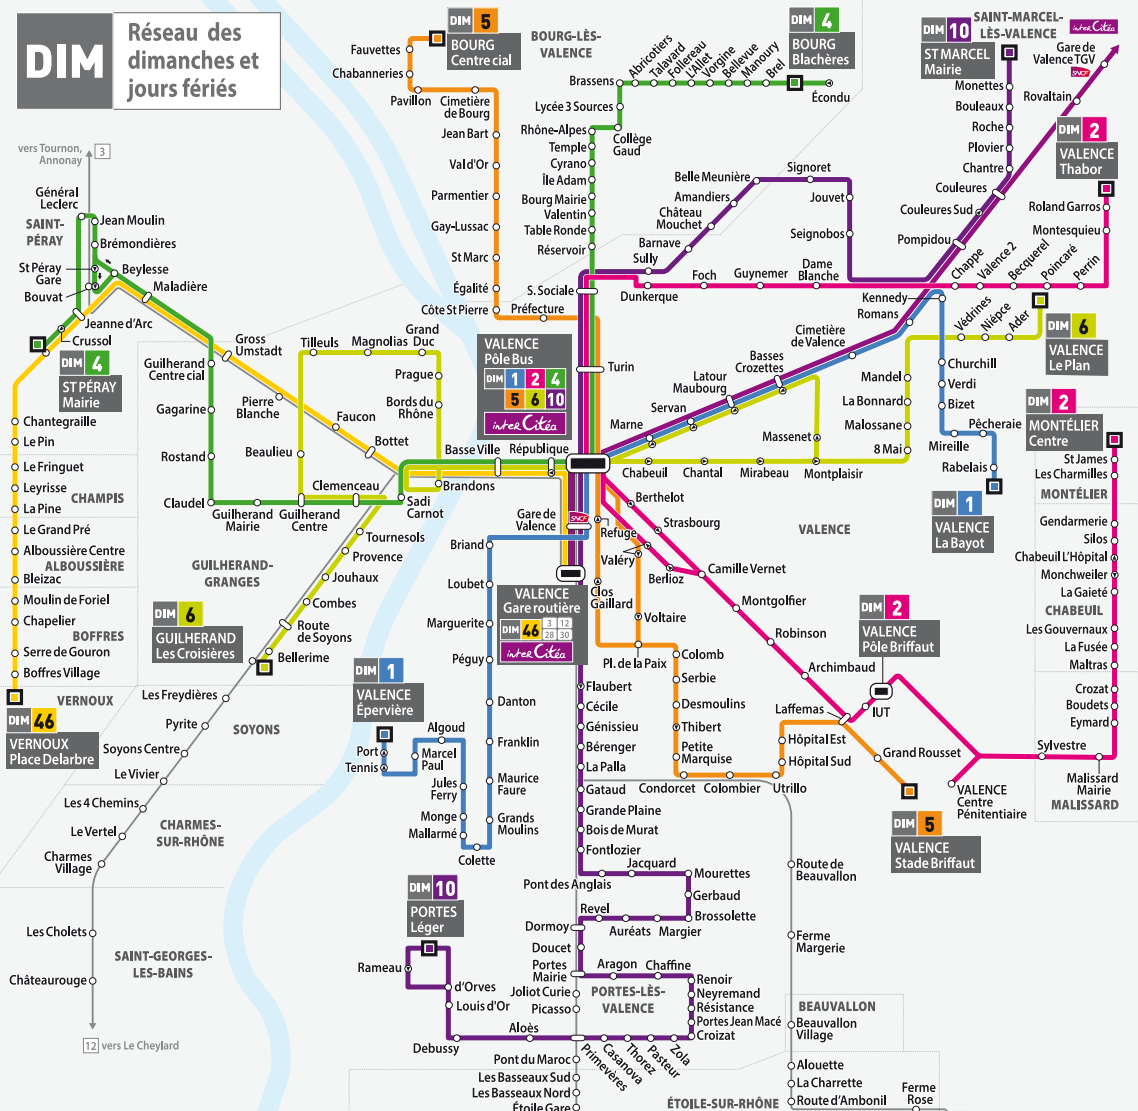 DIM
Réseau des
dimanches et
jours fériés
DIM 5
BOURG
Centre cial
BOURG-LÈS-
VALENCE
DIM 4
BOURG
Blachères
DIM 10
ST MARCEL
Mairie
SAINT-MARCEL-
LÈS-VALENCE
interCitéa
Gare de
Valence TGV
SNCF
Rovaltain
DIM 2
VALENCE
Thabor
Fauvettes
Chabanneries
Pavillon
Cimetière
de Bourg
Jean Bart
Val d'Or
Parmentier
Gay-Lussac
St Marc
Égalité
Côte St Pierre
Préfecture
Brassens
Abricotiers
Talavard
Follereau
L'Allet
Vorgine
Bellevue
Manoury
Brel
Écondu
Lycée 3 Sources
Rhône-Alpes
Collège
Gaud
Temple
Cyrano
Île Adam
Bourg Mairie
Valentin
Table Ronde
Réservoir
S. Sociale
Turin
Monettes
Bouleaux
Roche
Plovier
Chantre
Couleures
Couleures Sud
Pompidou
Roland Garros
Montesquieu
Belle Meunière
Signoret
Amandiers
Château
Mouchet
Barnave
Sully
Jouvet
Seignobos
Dunkerque
Foch
Guynemer
Dame
Blanche
Chappe
Valence 2
Becquerel
Poincaré
Perrin
Kennedy
Romans
Védrines
Niépce
Ader
DIM 6
VALENCE
Le Plan
vers Tournon,
Annonay
3
Général
Leclerc
SAINT-
PÉRAY
Jean Moulin
Brémondières
St Péray
Gare
Bouvat
Beylesse
Maladière
Jeanne d'Arc
Crussol
DIM 4
ST PÉRAY
Mairie
Guilherand
Centre cial
Gagarine
Rostand
Claudel
Gros
Umstadt
Pierre
Blanche
Faucon
Bottet
Tilleuls
Magnolias
Grand
Duc
Prague
Bords du
Rhône
Beaulieu
Clemenceau
Guilherand
Mairie
Guilherand
Centre
Sadi
Carnot
Brandons
Basse Ville
République
VALENCE
Pôle Bus
DIM 1 2 4
5 6 10
interCitéa
Cimetière
de Valence
Basses
Crozettes
Latour
Maubourg
Servan
Marne
Massenet
Chabeuil
Chantal
Mirabeau
Montplaisir
Mandel
La Bonnard
Malossane
8 Mai
Churchill
Verdi
Bizet
Mireille
Pêcheraie
Rabelais
DIM 1
VALENCE
La Bayot
DIM 2
MONTÉLIER
Centre
St James
Les Charmilles
MONTÉLIER
Gendarmerie
Silos
Chabeuil L'Hôpital
Monchweiler
La Gaieté
CHABEUIL
Les Gouvernaux
La Fusée
Maltras
Crozat
Boudets
Eymard
Sylvestre
Malissard
Mairie
MALISSARD
Chantegraille
Le Pin
Le Fringuet
Leyrisse
CHAMPIS
La Pine
Le Grand Pré
Alboussière Centre
ALBOUSSIÈRE
Bleizac
Moulin de Foriel
Chapelier
BOFFRES
Serre de Gouron
Boffres Village
VERNOUX
DIM 46
VERNOUX
Place Delarbre
GUILHERAND-
GRANGES
Tournesols
Provence
Jouhaux
Combes
Route
de Soyons
Bellerime
DIM 6
GUILHERAND
Les Croisières
Les Freydières
Pyrite
SOYONS
Soyons Centre
Le Vivier
Les 4 Chemins
Le Vertel
CHARMES-
SUR-RHÔNE
Charmes
Village
Les Cholets
SAINT-GEORGES-
LES-BAINS
Châteaurouge
12 vers Le Cheylard
Gare de
Valence
SNCF
Refuge
Valéry
Berthelot
Strasbourg
VALENCE
Berlioz
Camille Vernet
Clos
Gaillard
Voltaire
Pl. de la Paix
VALENCE
Gare routière
DIM 46 3 12
28 30
interCitéa
Briand
Loubet
Marguerite
Péguy
Danton
Franklin
Maurice
Faure
Grands
Moulins
Colette
Mallarmé
Monge
Jules
Ferry
Algoud
Marcel
Paul
Port
Tennis
DIM 1
VALENCE
Épervière
Montgolfier
Robinson
Archimbaud
DIM 2
VALENCE
Pôle Briffaut
IUT
Laffemas
Colomb
Serbie
Desmoulins
Thibert
Petite
Marquise
Condorcet
Colombier
Utrillo
Hôpital Est
Hôpital Sud
Grand Rousset
DIM 5
VALENCE
Stade Briffaut
VALENCE
Centre
Pénitentiaire
Flaubert
Cécile
Génissieu
Bérenger
La Palla
Gataud
Grande Plaine
Bois de Murat
Fontlozier
Jacquard
Mourettes
Pont des Anglais
Gerbaud
Revel
Brossolette
Dormoy
Auréats
Margier
Doucet
Portes
Mairie
Aragon
Chaffine
Renoir
Neyremand
Résistance
Portes Jean Macé
Croizat
PORTES-LÈS-
VALENCE
Joliot Curie
Picasso
Aloès
Debussy
Primevères
Casanova
Thorez
Pasteur
Zola
DIM 10
PORTES
Léger
Rameau
d'Orves
Louis d'Or
Pont du Maroc
Les Basseaux Sud
Les Basseaux Nord
Étoile Gare
Route de
Beauvallon
Ferme
Margerie
BEAUVALLON
Beauvallon
Village
Alouette
La Charrette
Route d'Ambonil
ÉTOILE-SUR-RHÔNE
Ferme
Rose